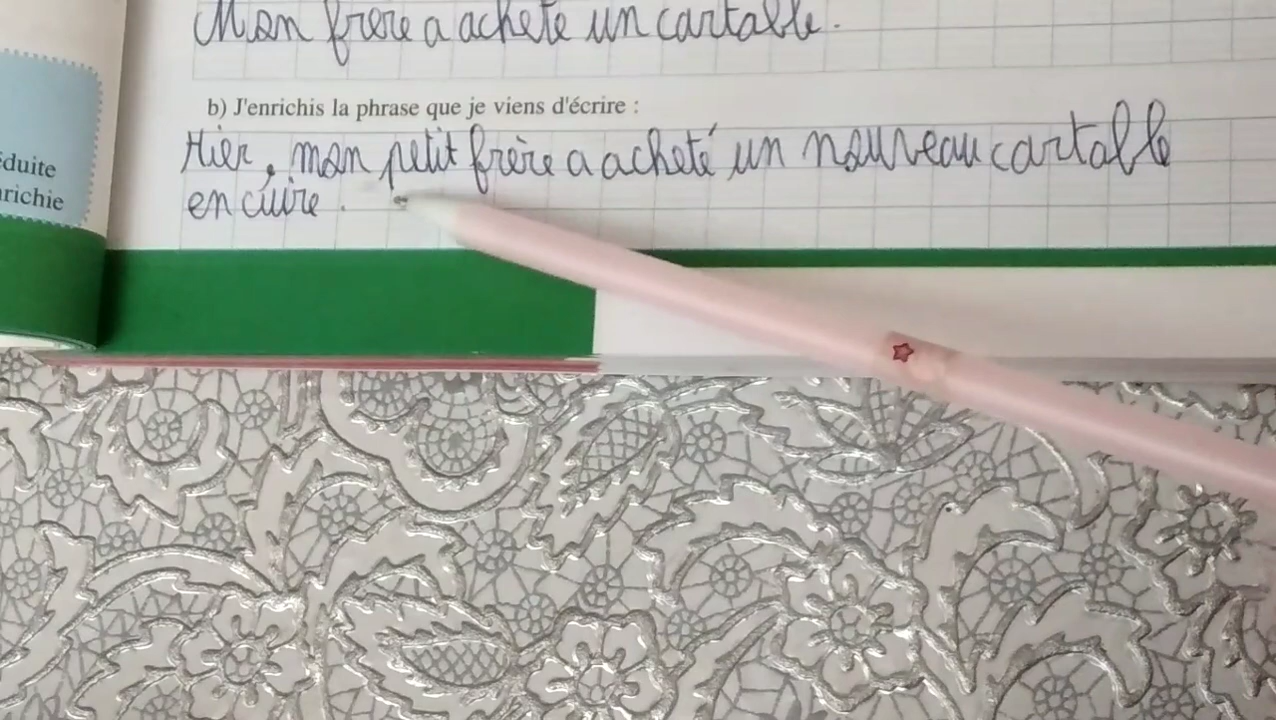 Mon frère a acheté un cartable.
b) J'enrichis la phrase que je viens d'écrire :
Hier, mon petit frère a acheté un nouveau cartable
en cuire.
éduite
nrichie